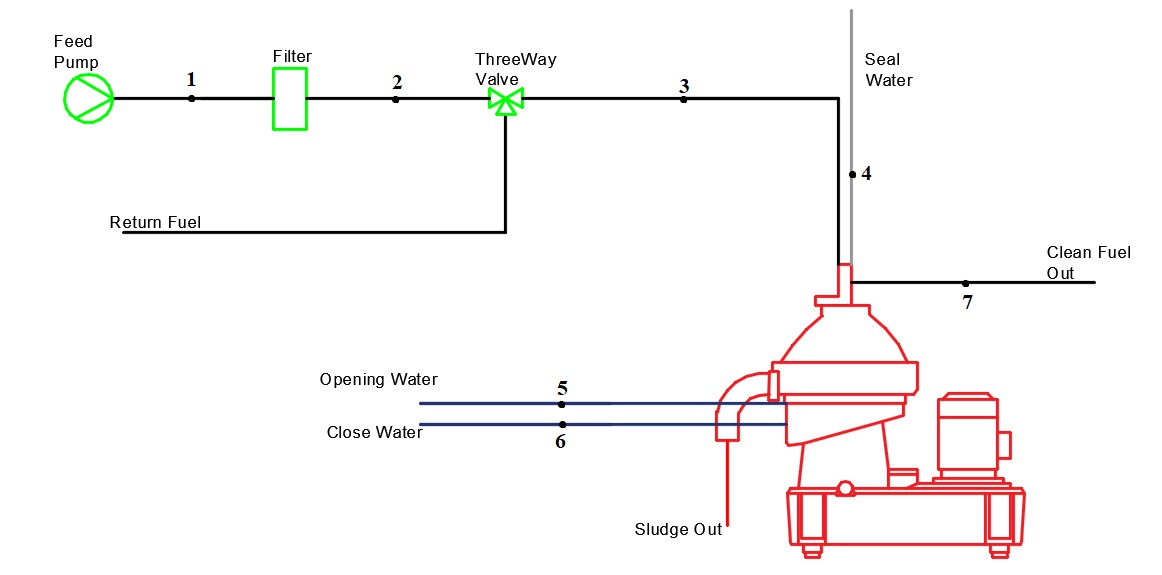 Feed
Pump
1
Filter
2
ThreeWay
Valve
3
Seal
Water
4
Return Fuel
Clean Fuel
Out
7
Opening Water
5
Close Water
6
Sludge Out